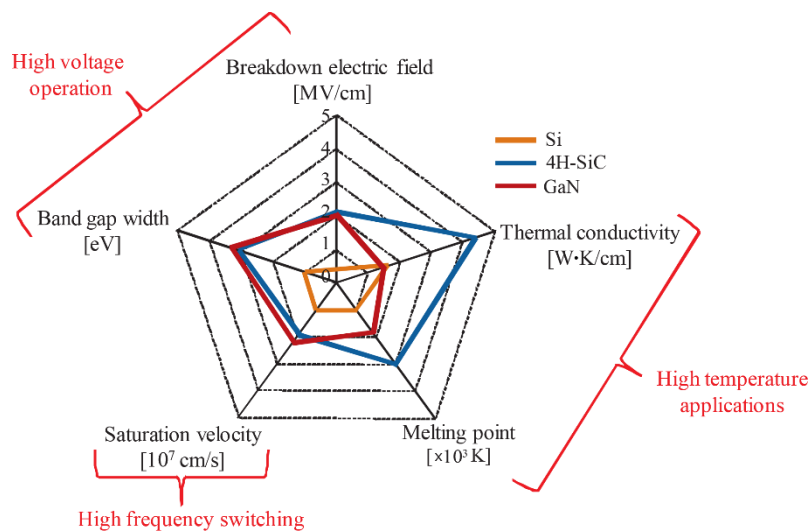 High voltage
operation
Breakdown electric field
[MV/cm]
5
4
3
2
1
0
Si
4H-SiC
GaN
Band gap width
[eV]
Thermal conductivity
[W·K/cm]
High temperature
applications
Saturation velocity
[10⁷ cm/s]
Melting point
[×10³ K]
High frequency switching